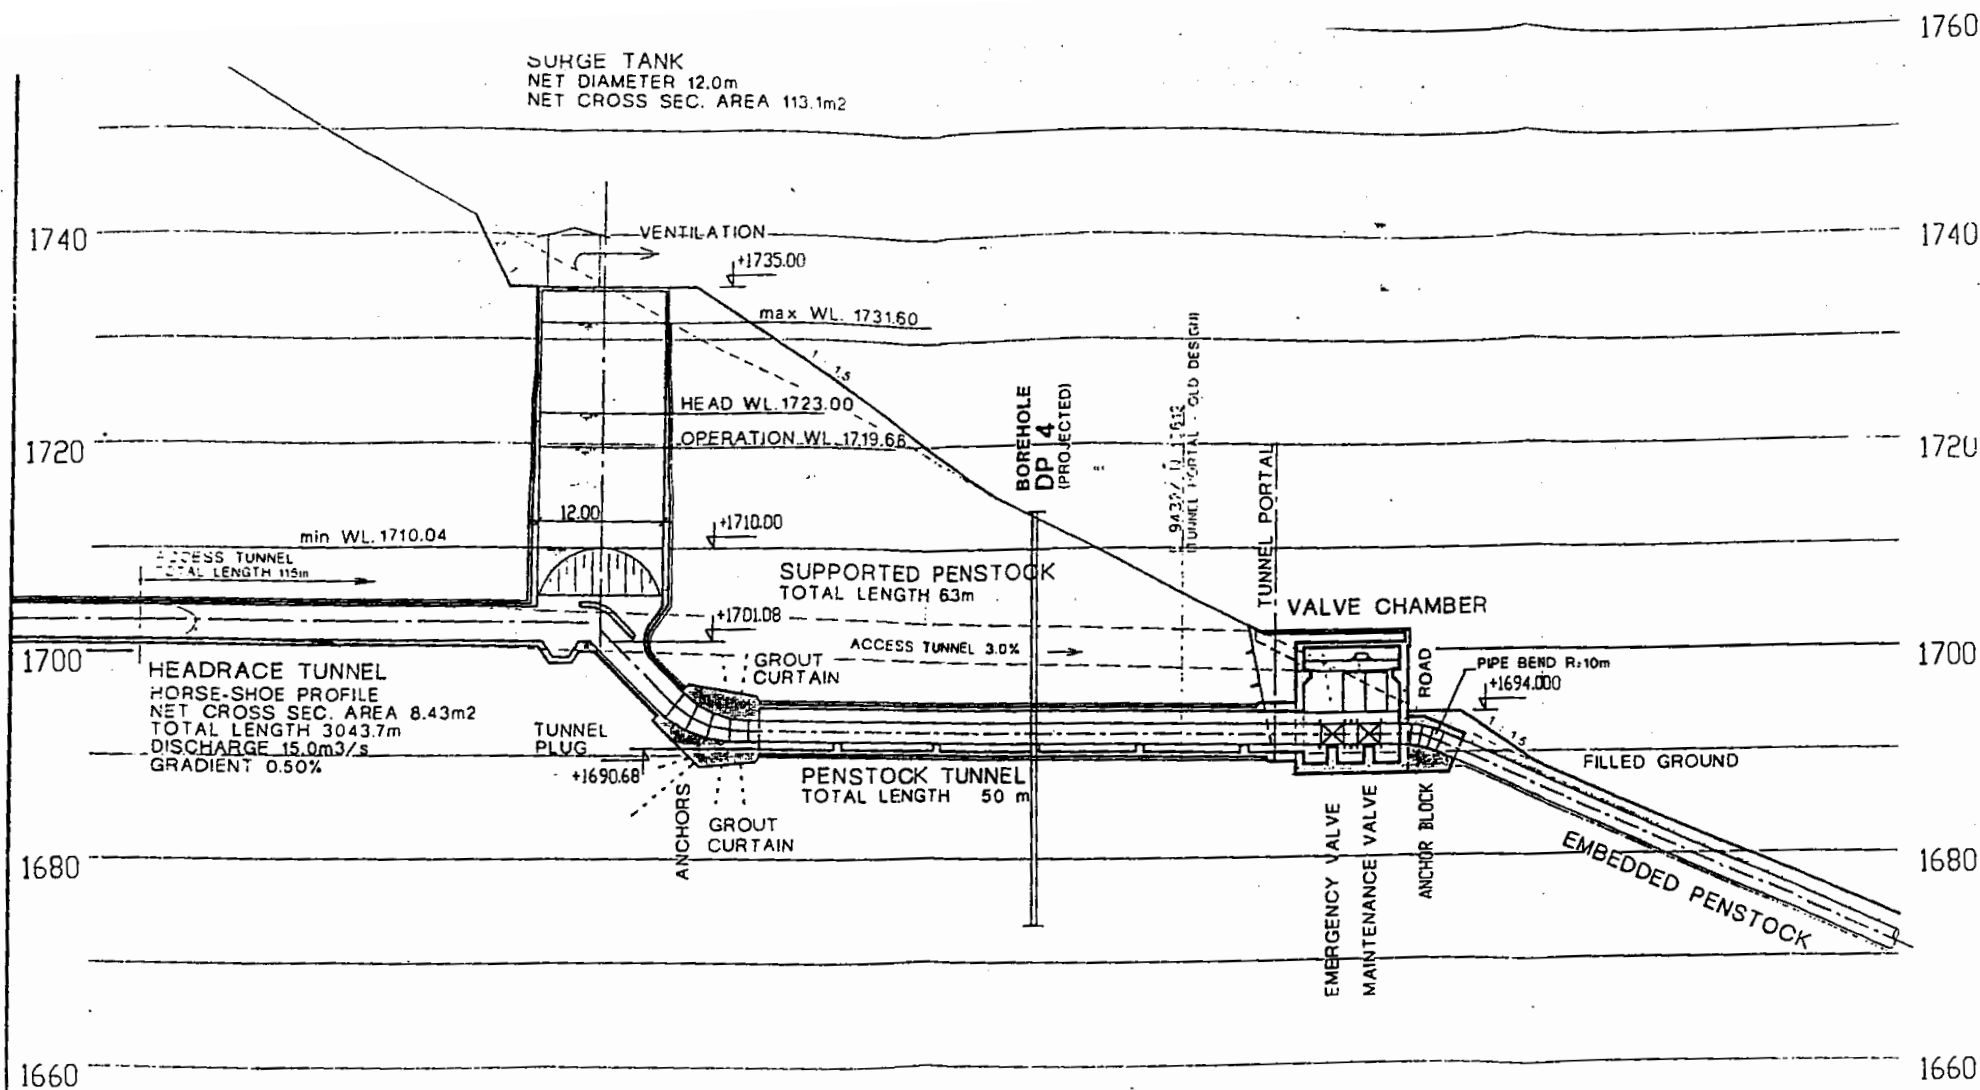 1760
SURGE TANK
NET DIAMETER 12.0m
NET CROSS SEC. AREA 113.1m2
1740
VENTILATION
1740
+1735.00
max WL. 1731.60
1 : 1.5
HEAD WL. 1723.00
OPERATION WL. 1719.66
1720
BOREHOLE
DP 4
(PROJECTED)
TUNNEL PORTAL - OLD DESIGN
TUNNEL PORTAL
1720
12.00
min WL. 1710.04
+1710.00
ACCESS TUNNEL
TOTAL LENGTH 115m
SUPPORTED PENSTOCK
TOTAL LENGTH 63m
+1701.08
VALVE CHAMBER
1700
ACCESS TUNNEL 3.0%
GROUT
CURTAIN
ROAD
PIPE BEND R=10m
+1694.000
1700
HEADRACE TUNNEL
HORSE-SHOE PROFILE
NET CROSS SEC. AREA 8.43m2
TOTAL LENGTH 3043.7m
DISCHARGE 15.0m3/s
GRADIENT 0.50%
TUNNEL
PLUG
+1690.68
1 : 1.5
FILLED GROUND
PENSTOCK TUNNEL
TOTAL LENGTH 50 m
ANCHORS
GROUT
CURTAIN
EMERGENCY VALVE
MAINTENANCE VALVE
ANCHOR BLOCK
EMBEDDED PENSTOCK
1680
1680
1660
1660